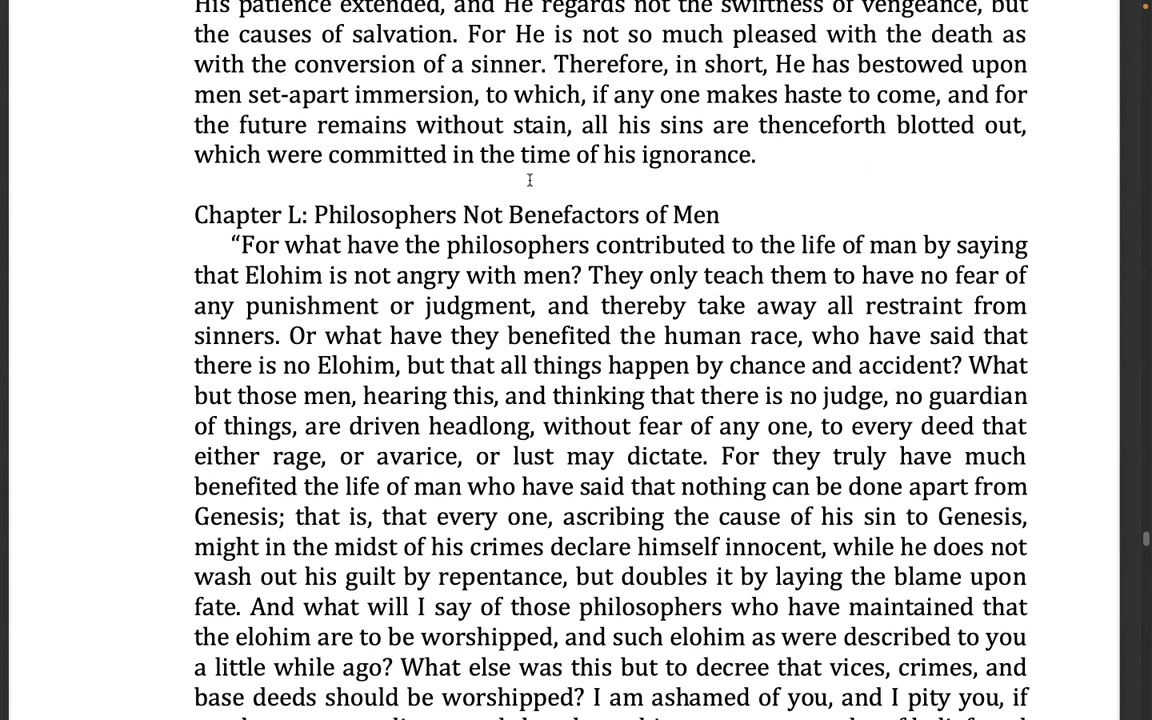 His patience extended, and He regards not the swiftness of vengeance, but
the causes of salvation. For He is not so much pleased with the death as
with the conversion of a sinner. Therefore, in short, He has bestowed upon
men set-apart immersion, to which, if any one makes haste to come, and for
the future remains without stain, all his sins are thenceforth blotted out,
which were committed in the time of his ignorance.
Chapter L: Philosophers Not Benefactors of Men
“For what have the philosophers contributed to the life of man by saying
that Elohim is not angry with men? They only teach them to have no fear of
any punishment or judgment, and thereby take away all restraint from
sinners. Or what have they benefited the human race, who have said that
there is no Elohim, but that all things happen by chance and accident? What
but those men, hearing this, and thinking that there is no judge, no guardian
of things, are driven headlong, without fear of any one, to every deed that
either rage, or avarice, or lust may dictate. For they truly have much
benefited the life of man who have said that nothing can be done apart from
Genesis; that is, that every one, ascribing the cause of his sin to Genesis,
might in the midst of his crimes declare himself innocent, while he does not
wash out his guilt by repentance, but doubles it by laying the blame upon
fate. And what will I say of those philosophers who have maintained that
the elohim are to be worshipped, and such elohim as were described to you
a little while ago? What else was this but to decree that vices, crimes, and
base deeds should be worshipped? I am ashamed of you, and I pity you, if